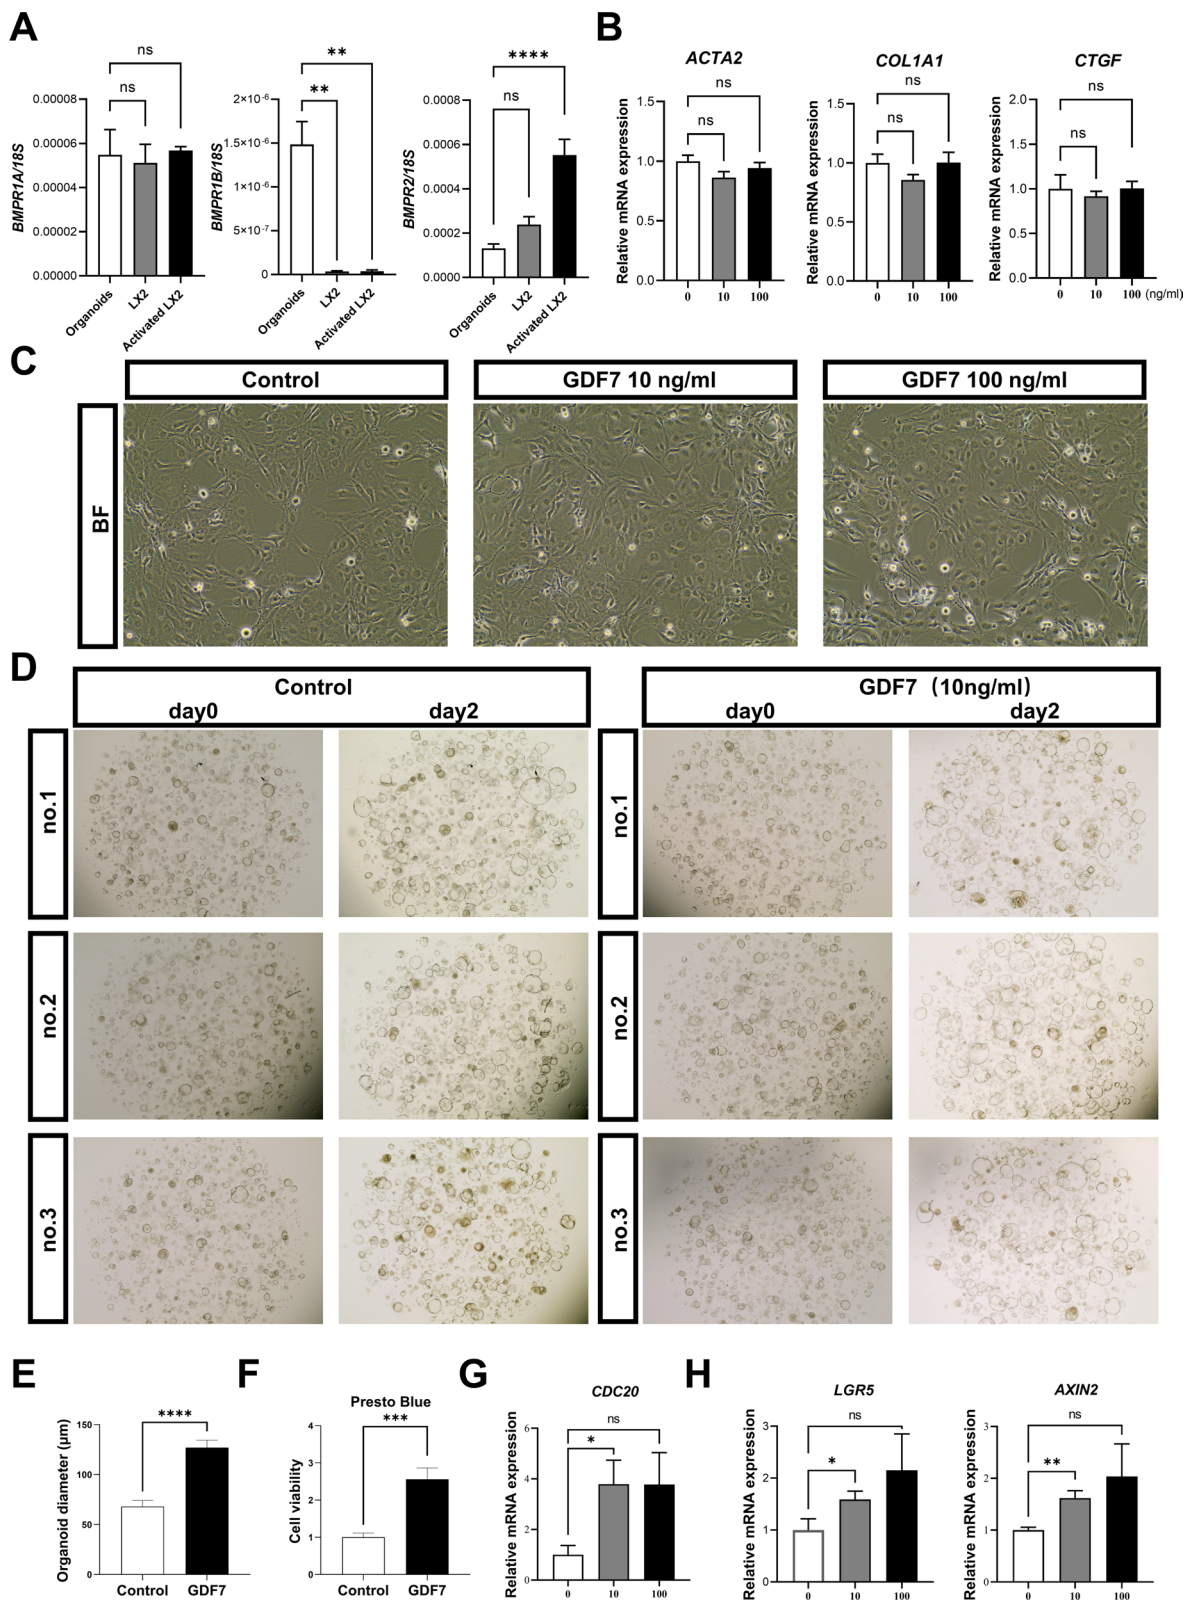 A
ns
ns
0.00008
0.00006
0.00004
0.00002
0.00000
BMPR1A/18S
Organoids
LX2
Activated LX2
**
**
2×10⁻⁶
1.5×10⁻⁶
1×10⁻⁶
5×10⁻⁷
0
BMPR1B/18S
Organoids
LX2
Activated LX2
****
ns
0.0008
0.0006
0.0004
0.0002
0.0000
BMPR2/18S
Organoids
LX2
Activated LX2
B
ACTA2
ns
ns
1.5
1.0
0.5
0.0
Relative mRNA expression
0 10 100
COL1A1
ns
ns
1.5
1.0
0.5
0.0
Relative mRNA expression
0 10 100
CTGF
ns
ns
2.0
1.5
1.0
0.5
0.0
Relative mRNA expression
0 10 100 (ng/ml)
C
Control
GDF7 10 ng/ml
GDF7 100 ng/ml
BF
D
Control
day0 day2
GDF7 (10ng/ml)
day0 day2
no.1
no.1
no.2
no.2
no.3
no.3
E
****
150
100
50
0
Organoid diameter (μm)
Control GDF7
F
Presto Blue
***
4
3
2
1
0
Cell viability
Control GDF7
G
CDC20
ns
*
6
4
2
0
Relative mRNA expression
0 10 100
H
LGR5
ns
*
3
2
1
0
Relative mRNA expression
0 10 100
AXIN2
ns
**
3
2
1
0
Relative mRNA expression
0 10 100